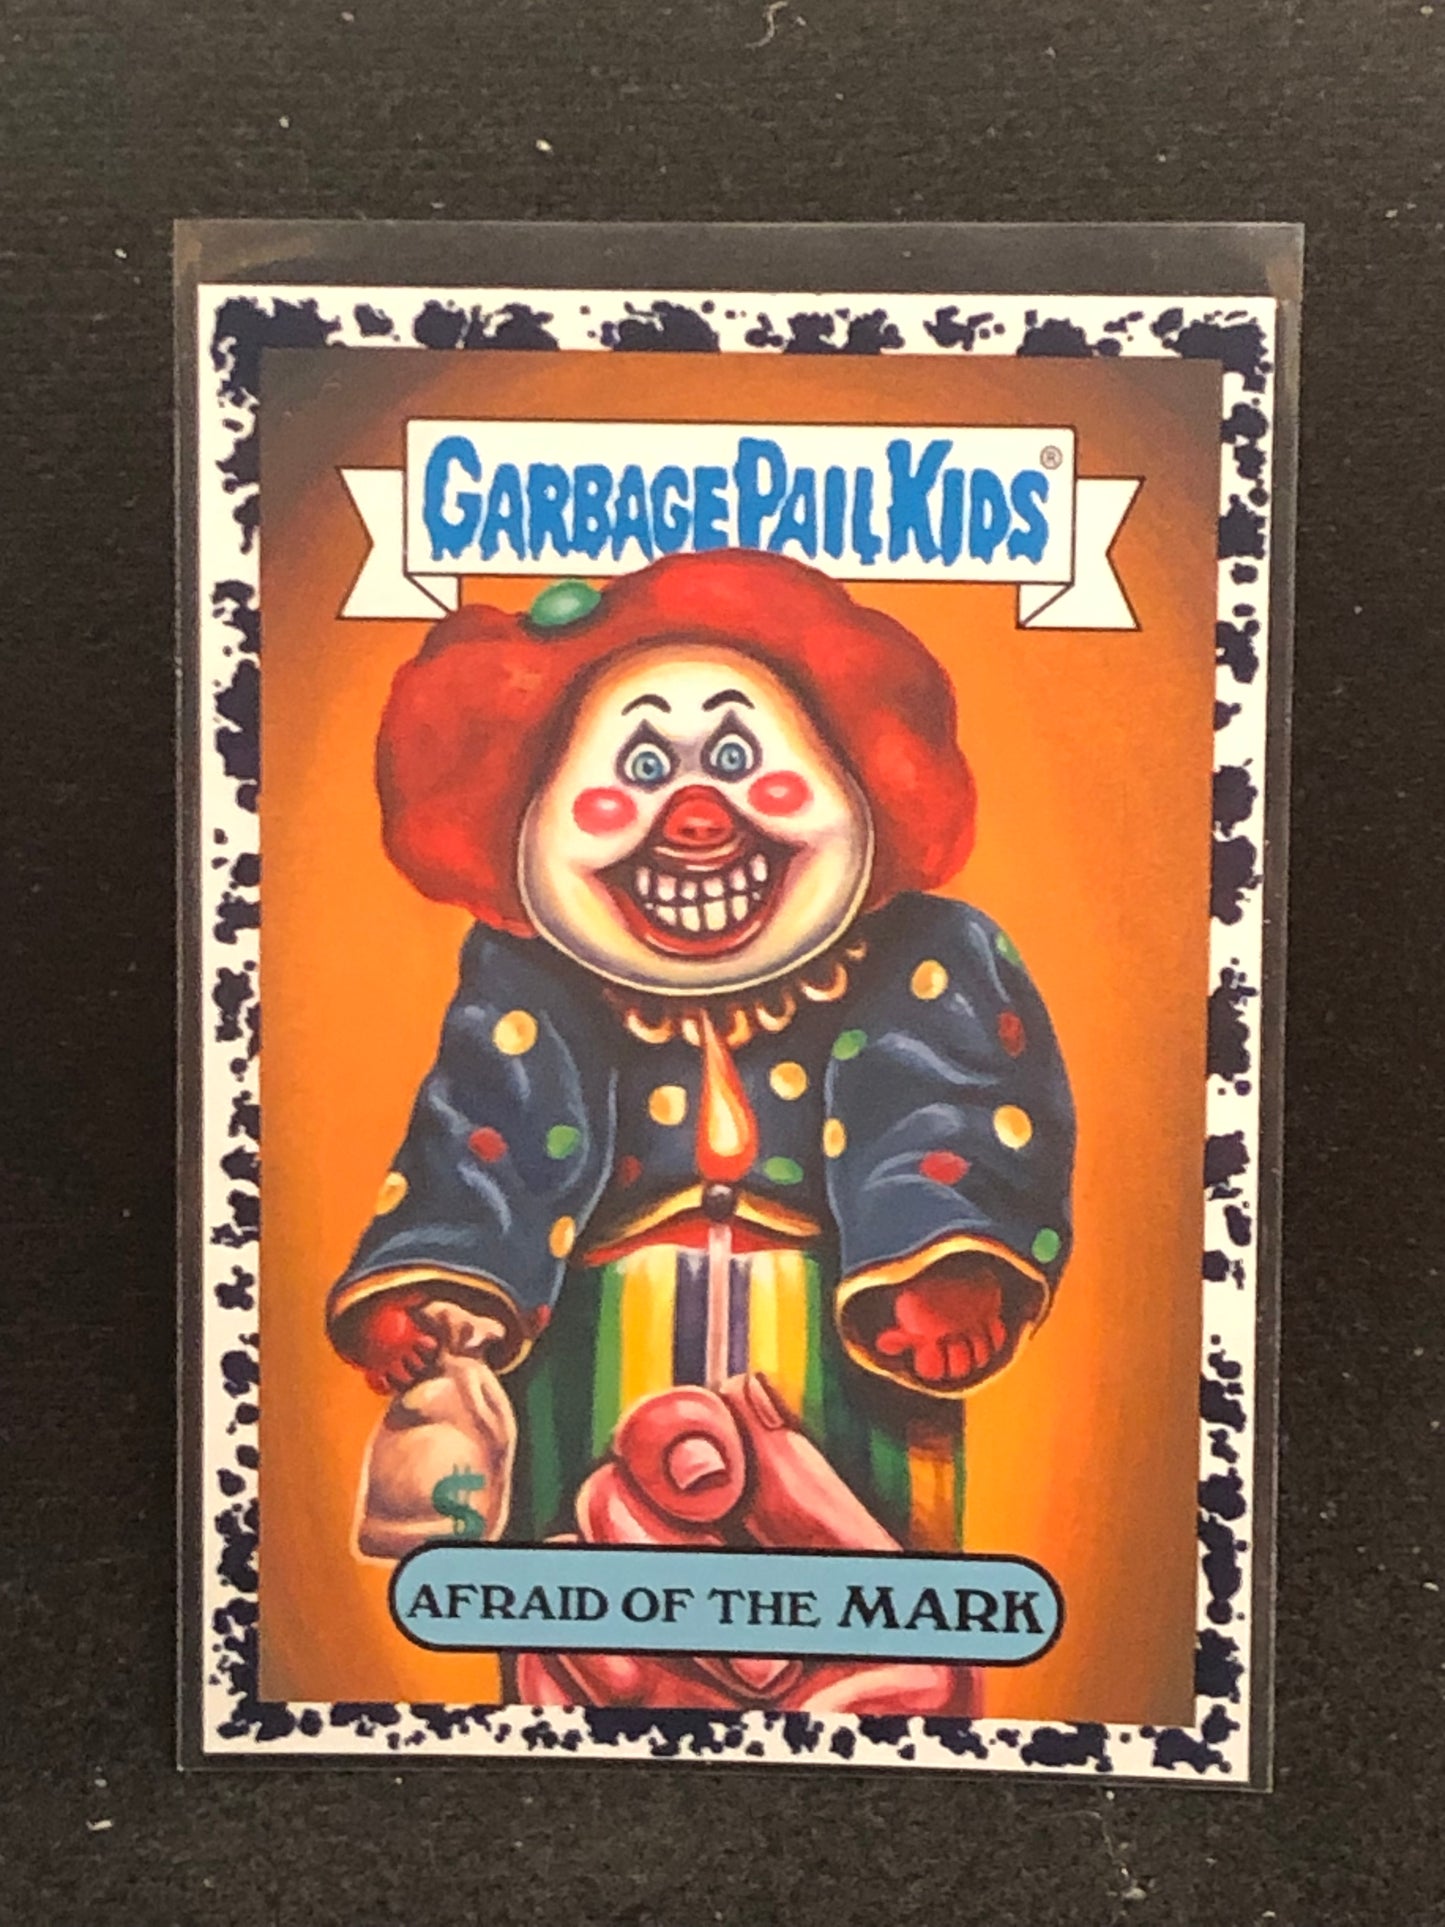 GARBAGE PAIL KIDS®
$
AFRAID OF THE MARK